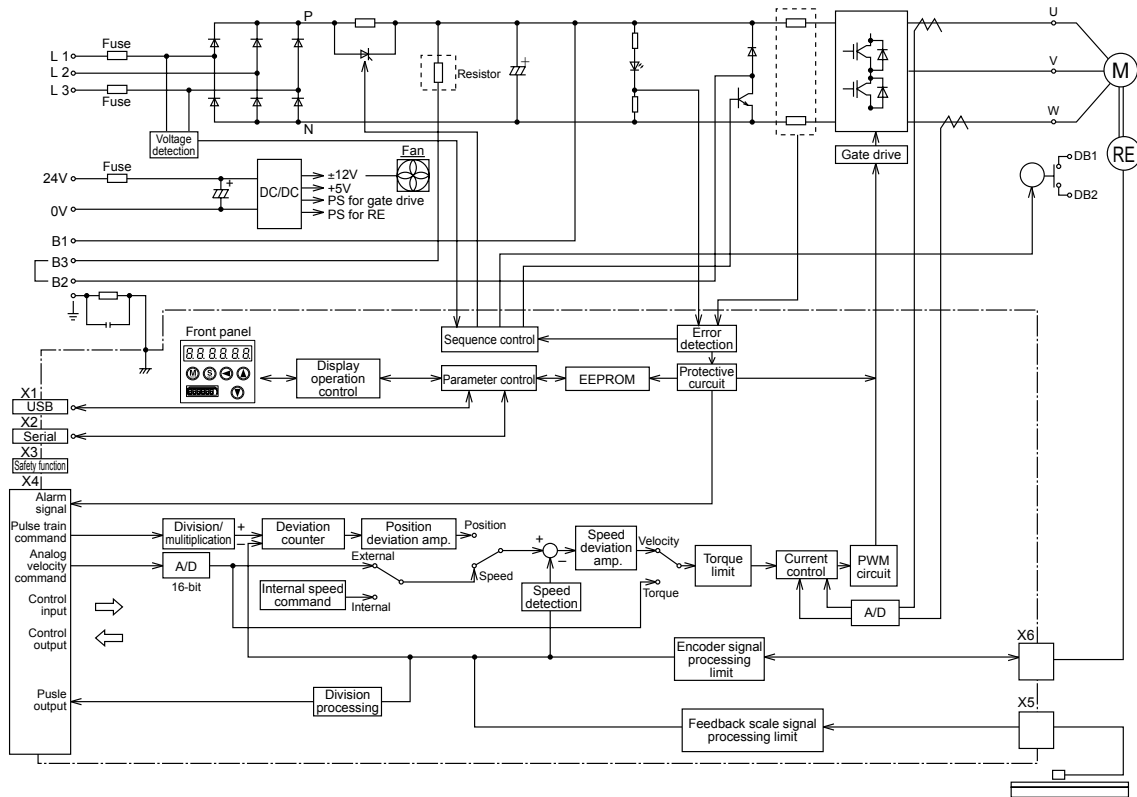 P
U
Fuse
L 1
L 2
L 3
Fuse
Resistor
V
M
N
W
Voltage
detection
Gate drive
RE
Fan
DB1
DB2
Fuse
24V
±12V
DC/DC
+5V
PS for gate drive
PS for RE
0V
B1
B3
B2
Front panel
8.8.8.8.8.8.
M
S
Sequence control
Error
detection
Display
operation
control
Parameter control
EEPROM
Protective
curcuit
X1
USB
X2
Serial
X3
Safety function
X4
Alarm
signal
Pulse train
command
Analog
velocity
command
Control
input
Control
output
Pusle
output
Division/
mulitiplication
+
−
Deviation
counter
Position
deviation amp.
Position
A/D
16-bit
External
Internal speed
command
Internal
Speed
+
−
Speed
deviation
amp.
Velocity
Speed
detection
Torque
Torque
limit
Current
control
PWM
circuit
A/D
Encoder signal
processing
limit
X6
Division
processing
X5
Feedback scale signal
processing limit